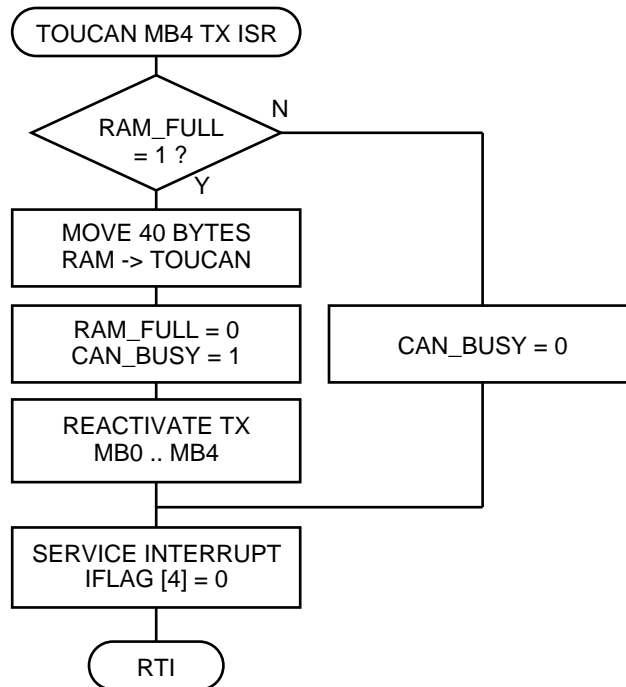 TOUCAN MB4 TX ISR
N
RAM_FULL
= 1 ?
Y
MOVE 40 BYTES
RAM -> TOUCAN
RAM_FULL = 0
CAN_BUSY = 1
CAN_BUSY = 0
REACTIVATE TX
MB0 .. MB4
SERVICE INTERRUPT
IFLAG [4] = 0
RTI